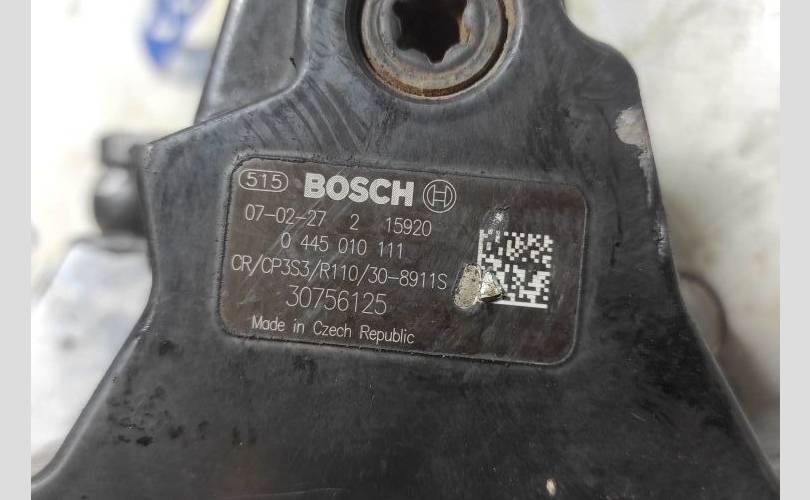 515 BOSCH
07-02-27 2 15920
0 445 010 111
CR/CP3S3/R110/30-8911S
30756125
Made in Czech Republic